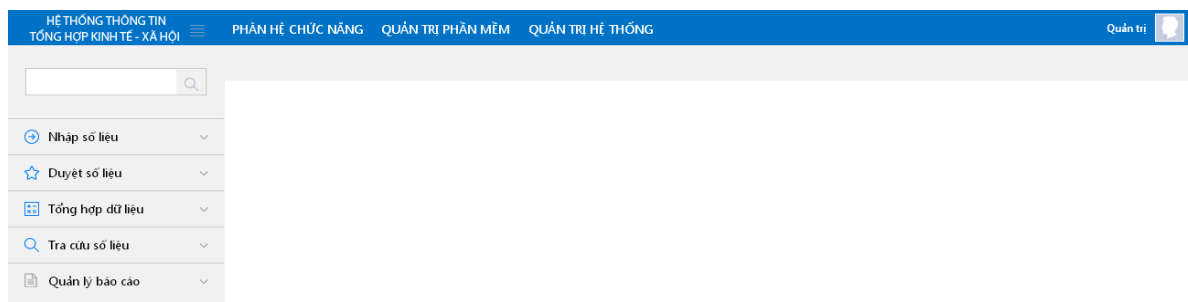 HỆ THỐNG THÔNG TIN
TỔNG HỢP KINH TẾ - XÃ HỘI
PHÂN HỆ CHỨC NĂNG
QUẢN TRỊ PHẦN MỀM
QUẢN TRỊ HỆ THỐNG
Quản trị
Nhập số liệu
Duyệt số liệu
Tổng hợp dữ liệu
Tra cứu số liệu
Quản lý báo cáo